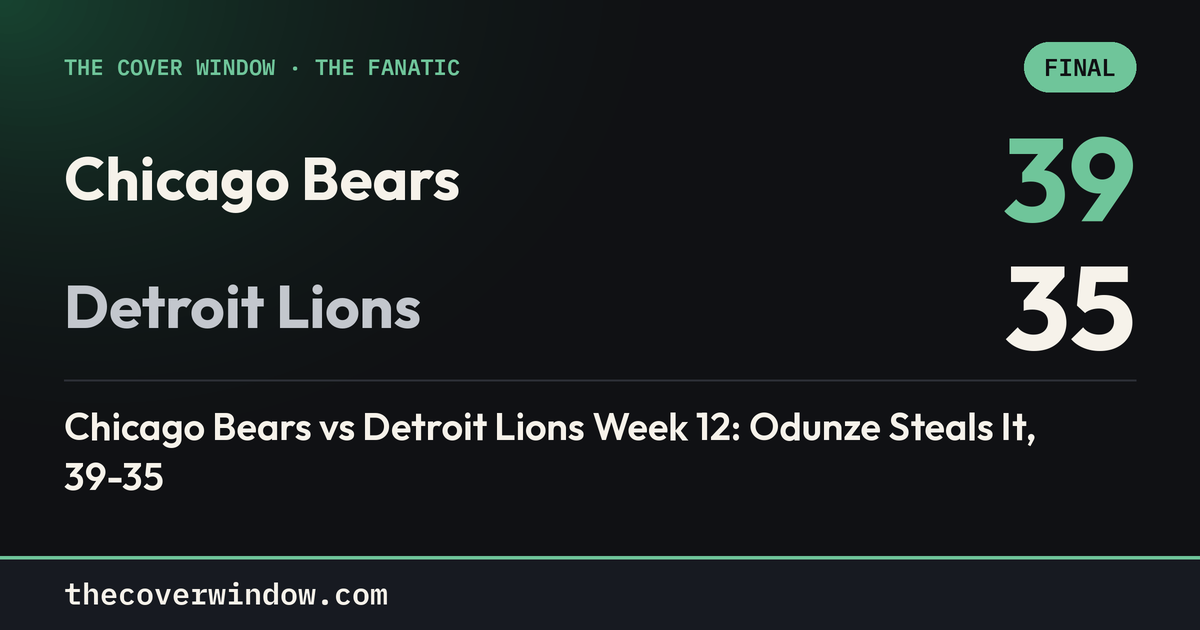 THE COVER WINDOW · THE FANATIC
FINAL
Chicago Bears
39
Detroit Lions
35
Chicago Bears vs Detroit Lions Week 12: Odunze Steals It,
39-35
thecoverwindow.com